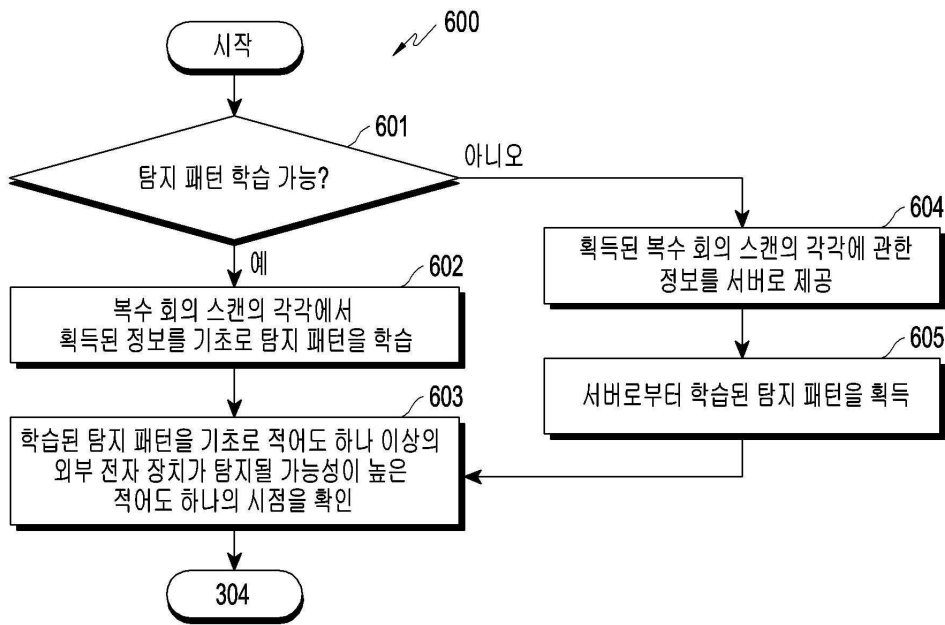 600
시작
601
탐지 패턴 학습 가능?
아니오
예
602
복수 회의 스캔의 각각에서
획득된 정보를 기초로 탐지 패턴을 학습
603
학습된 탐지 패턴을 기초로 적어도 하나 이상의
외부 전자 장치가 탐지될 가능성이 높은
적어도 하나의 시점을 확인
604
획득된 복수 회의 스캔의 각각에 관한
정보를 서버로 제공
605
서버로부터 학습된 탐지 패턴을 획득
304